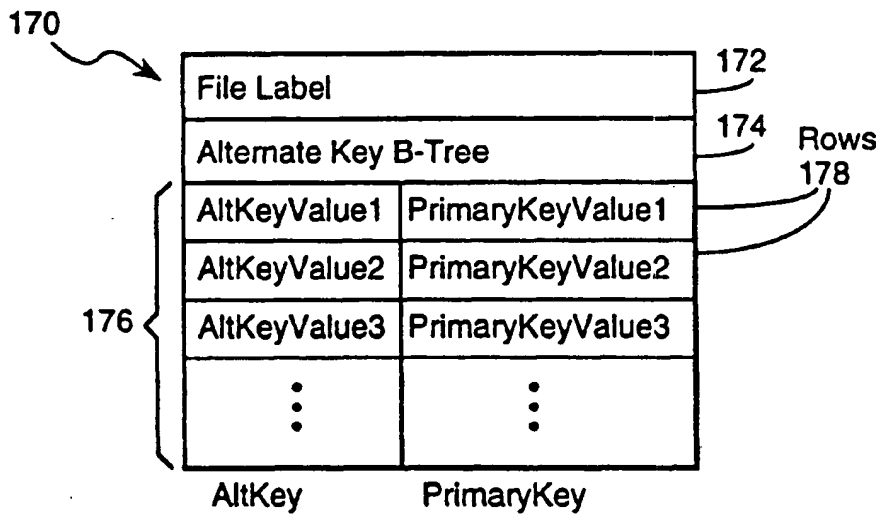 170
172
File Label
174
Alternate Key B-Tree
Rows
178
AltKeyValue1 PrimaryKeyValue1
AltKeyValue2 PrimaryKeyValue2
176
AltKeyValue3 PrimaryKeyValue3
AltKey PrimaryKey